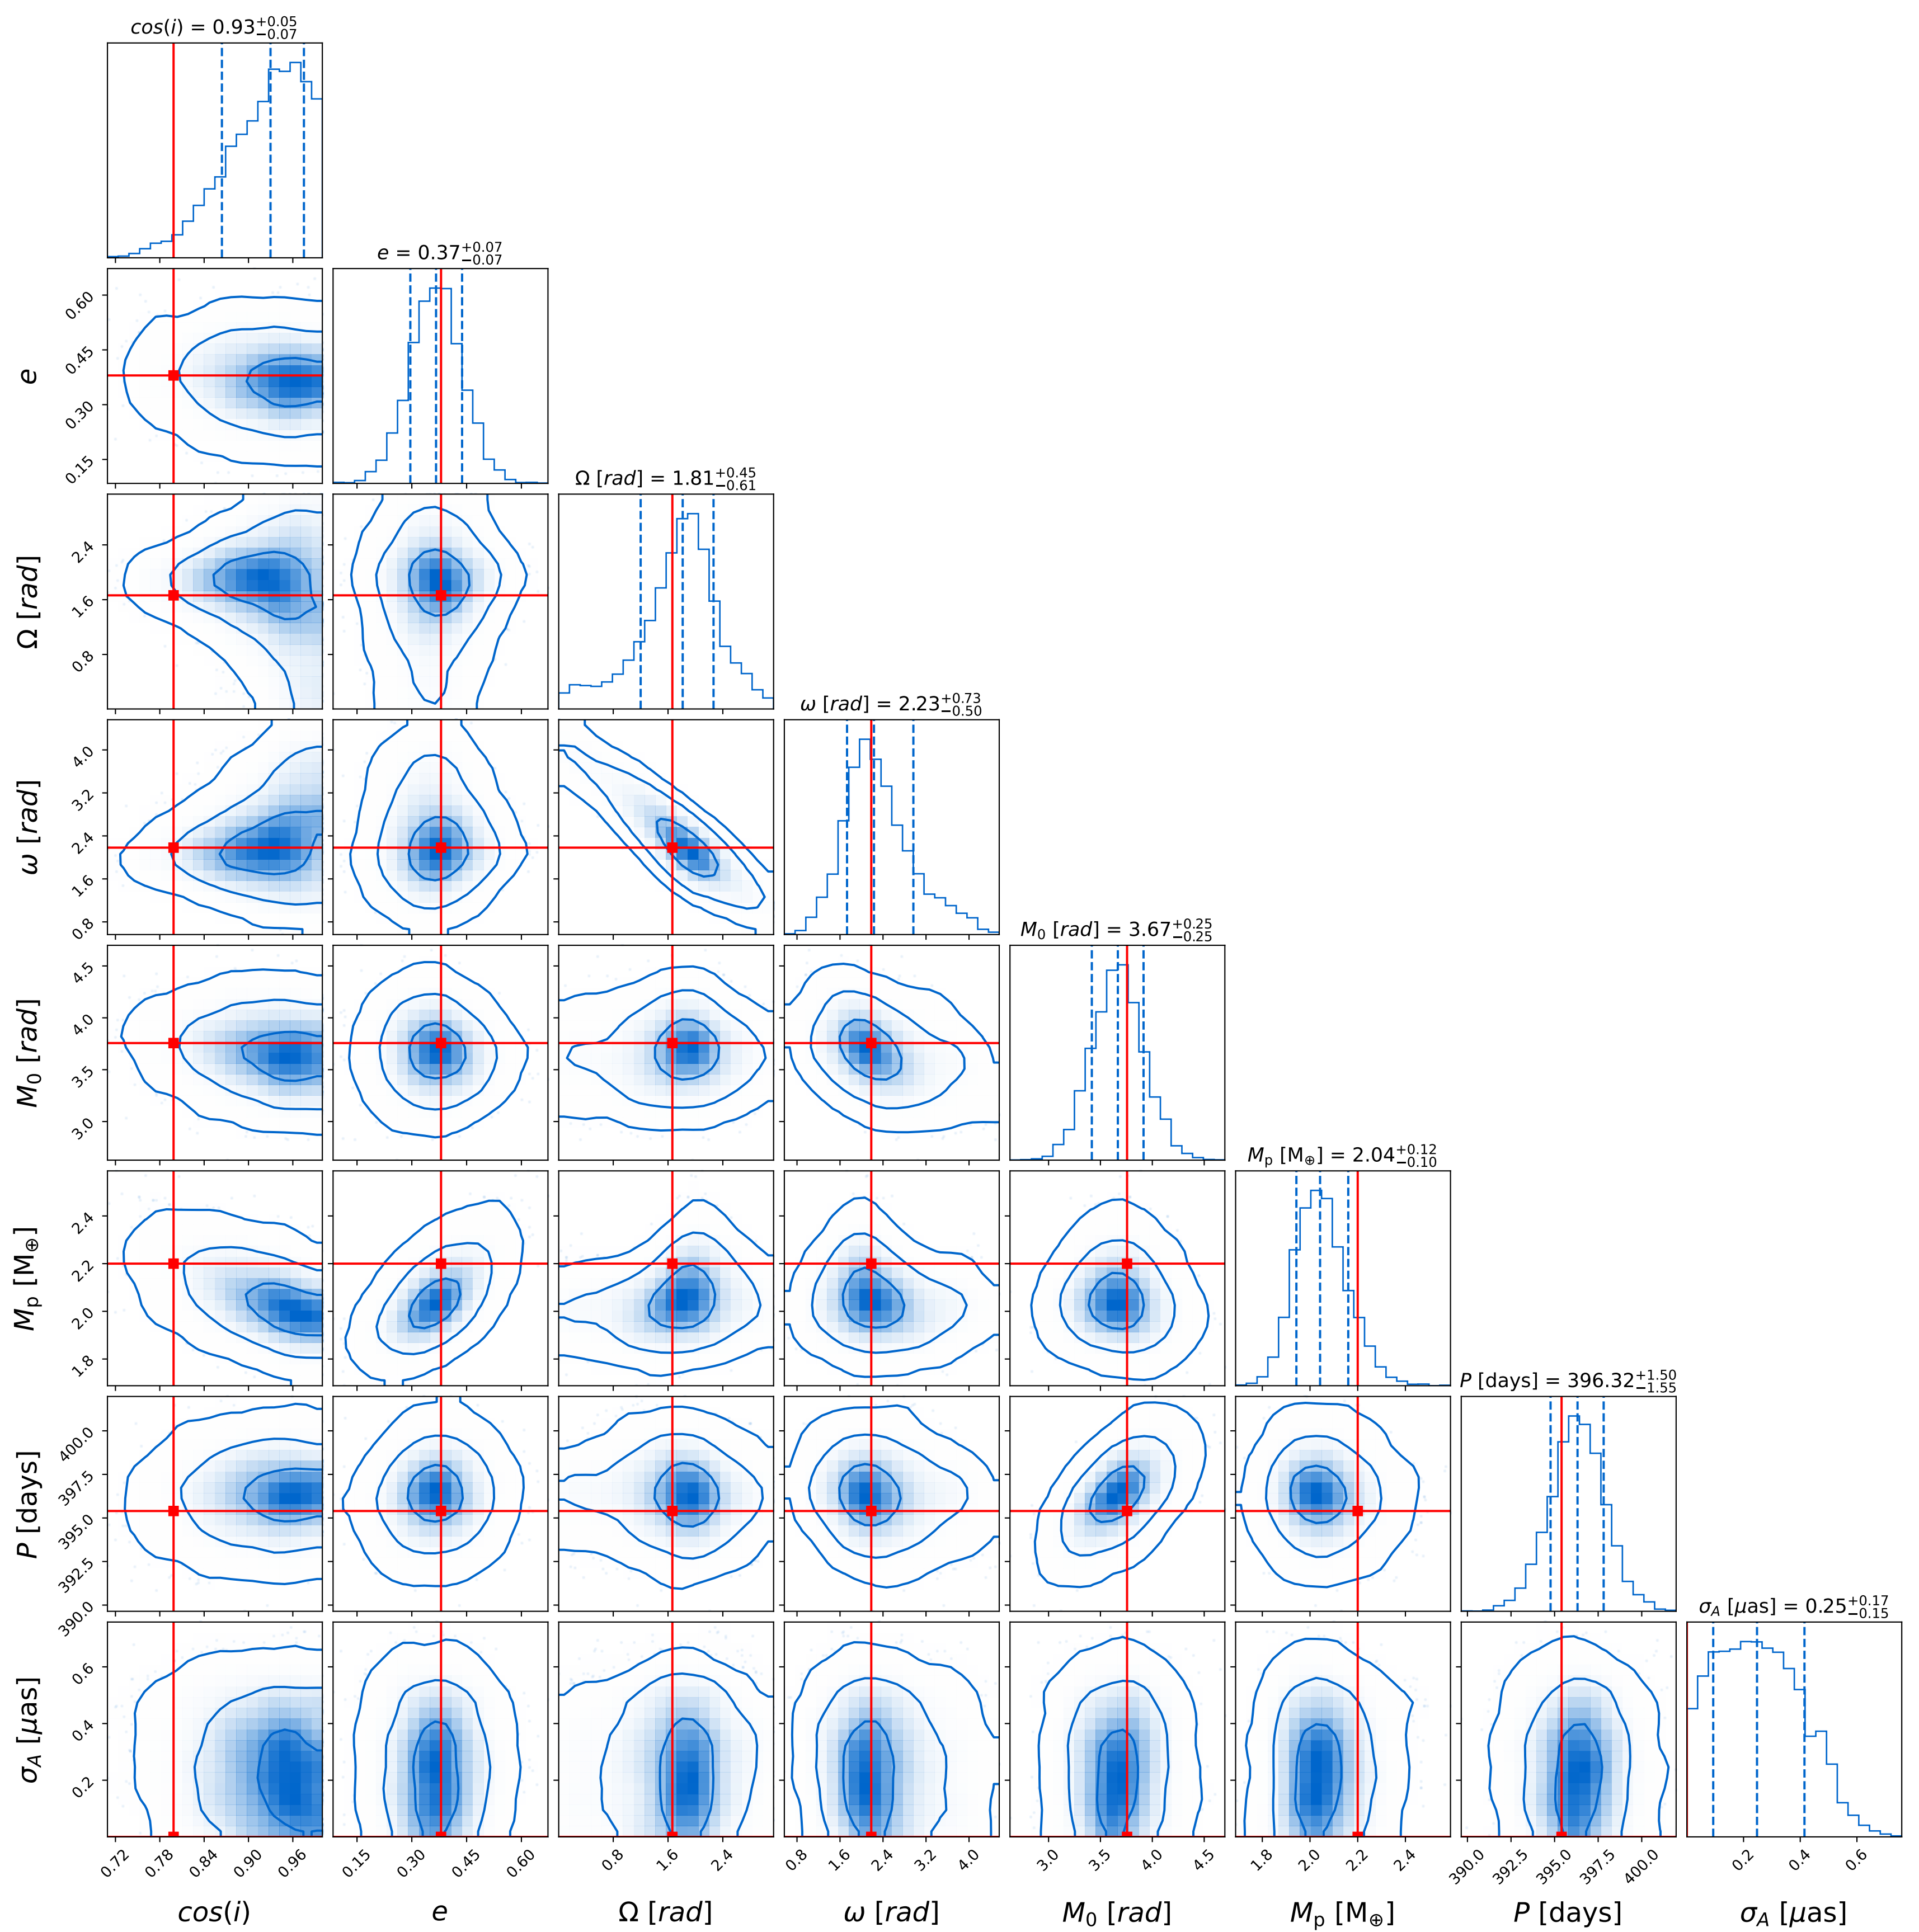 cos(i) = 0.93+0.05−0.07
e = 0.37+0.07−0.07
0.60
0.45
0.30
0.15
e
Ω [rad] = 1.81+0.45−0.61
2.4
1.6
0.8
Ω [rad]
ω [rad] = 2.23+0.73−0.50
4.0
3.2
2.4
1.6
0.8
ω [rad]
M0 [rad] = 3.67+0.25−0.25
4.5
4.0
3.5
3.0
M0 [rad]
Mp [M⊕] = 2.04+0.12−0.10
2.4
2.2
2.0
1.8
Mp [M⊕]
P [days] = 396.32+1.50−1.55
400.0
397.5
395.0
392.5
390.0
P [days]
σA [μas] = 0.25+0.17−0.15
0.6
0.4
0.2
σA [μas]
0.72 0.78 0.84 0.90 0.96 0.15 0.30 0.45 0.60 0.8 1.6 2.4 0.8 1.6 2.4 3.2 4.0 3.0 3.5 4.0 4.5 1.8 2.0 2.2 2.4 390.0 392.5 395.0 397.5 400.0 0.2 0.4 0.6
cos(i) e Ω [rad] ω [rad] M0 [rad] Mp [M⊕] P [days] σA [μas]